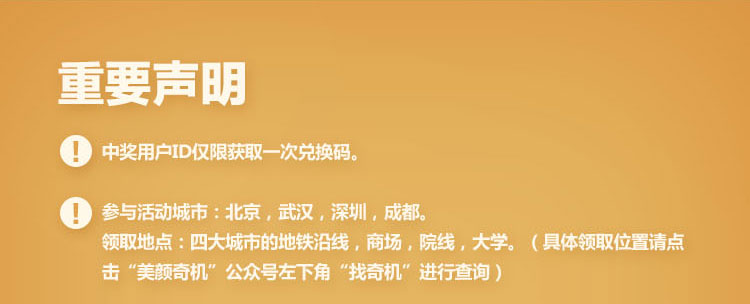 重要声明
! 中奖用户ID仅限获取一次兑换码。
! 参与活动城市：北京，武汉，深圳，成都。
领取地点：四大城市的地铁沿线，商场，院线，大学。（具体领取位置请点
击“美颜奇机”公众号左下角“找奇机”进行查询）